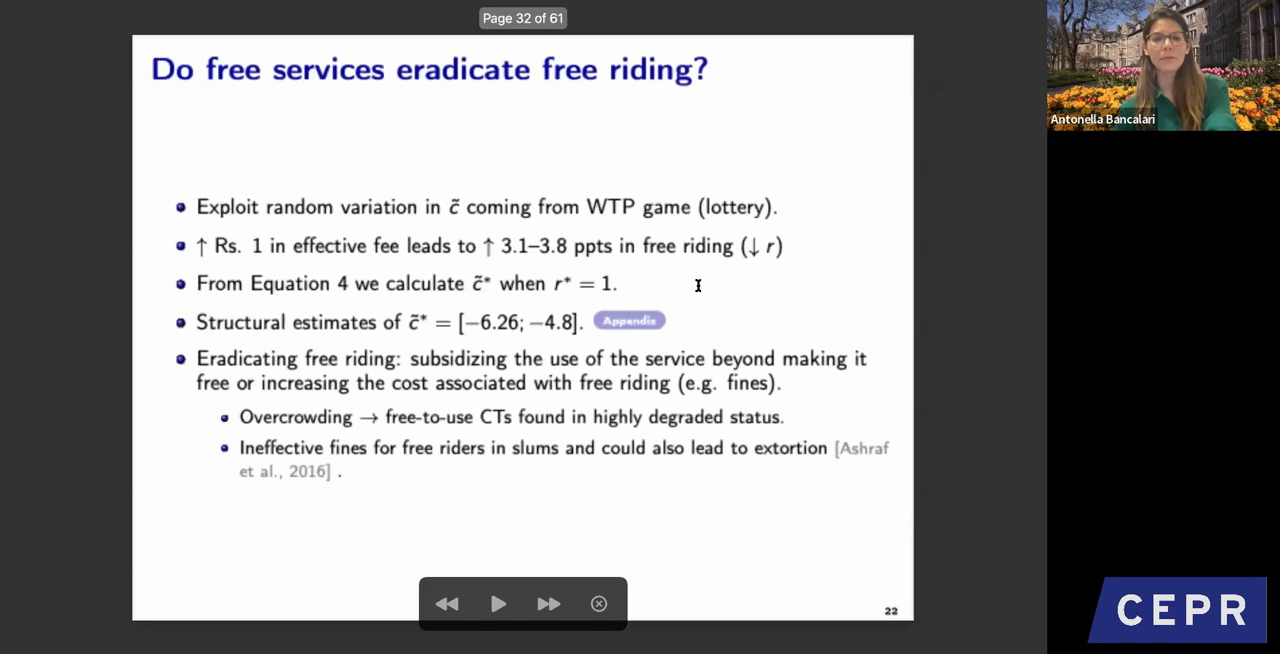 Page 32 of 61
Do free services eradicate free riding?
Exploit random variation in c̃ coming from WTP game (lottery).
↑ Rs. 1 in effective fee leads to ↑ 3.1–3.8 ppts in free riding (↓ r)
From Equation 4 we calculate c̃* when r* = 1.
Structural estimates of c̃* = [−6.26; −4.8]. Appendix
Eradicating free riding: subsidizing the use of the service beyond making it
free or increasing the cost associated with free riding (e.g. fines).
Overcrowding → free-to-use CTs found in highly degraded status.
Ineffective fines for free riders in slums and could also lead to extortion [Ashraf
et al., 2016] .
22
Antonella Bancalari
CEPR